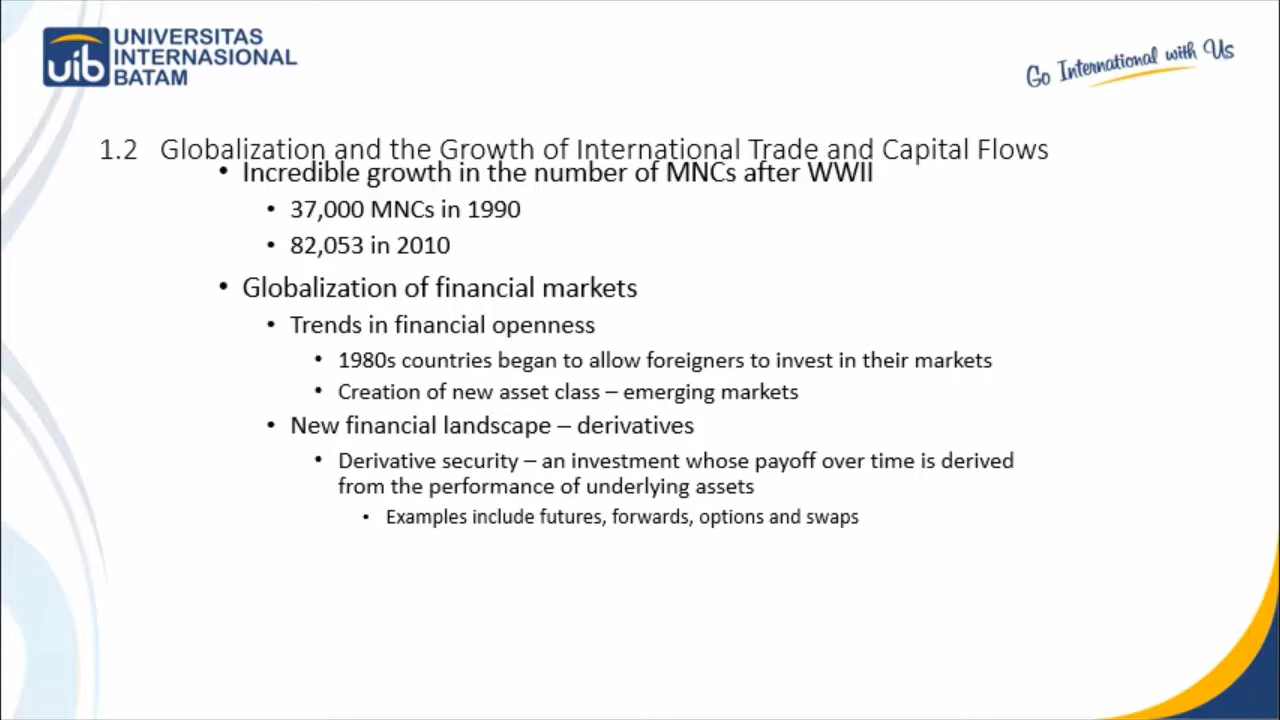 UNIVERSITAS
INTERNASIONAL
BATAM
uib
Go International with Us
1.2 Globalization and the Growth of International Trade and Capital Flows
• Incredible growth in the number of MNCs after WWII
• 37,000 MNCs in 1990
• 82,053 in 2010
• Globalization of financial markets
• Trends in financial openness
• 1980s countries began to allow foreigners to invest in their markets
• Creation of new asset class – emerging markets
• New financial landscape – derivatives
• Derivative security – an investment whose payoff over time is derived
from the performance of underlying assets
• Examples include futures, forwards, options and swaps